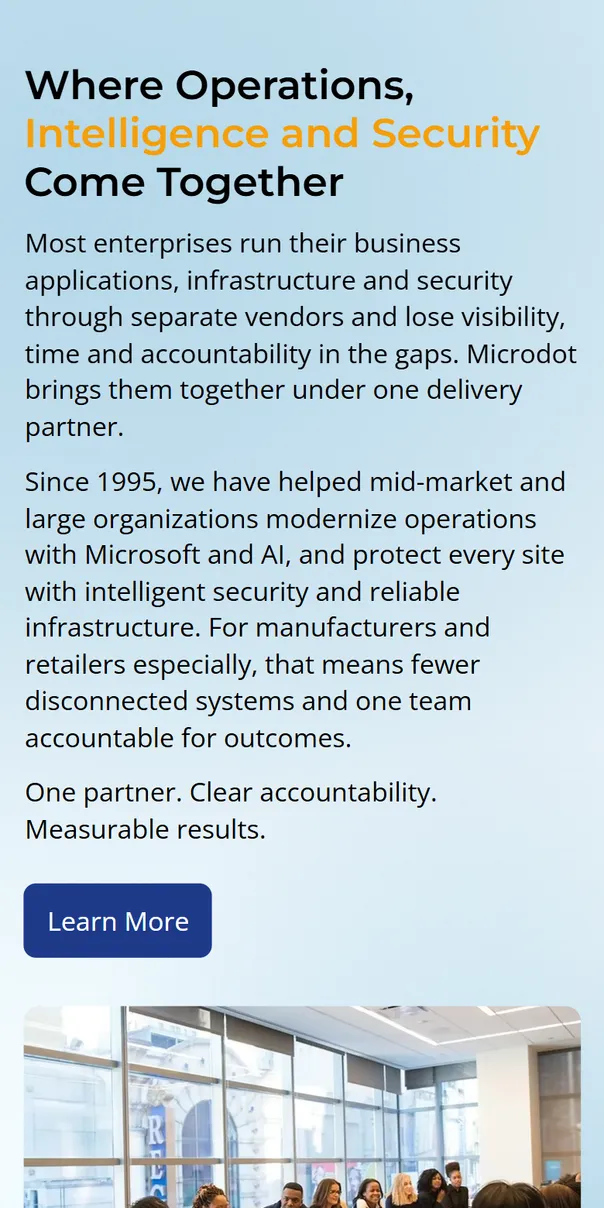 Where Operations,
Intelligence and Security
Come Together
Most enterprises run their business
applications, infrastructure and security
through separate vendors and lose visibility,
time and accountability in the gaps. Microdot
brings them together under one delivery
partner.
Since 1995, we have helped mid-market and
large organizations modernize operations
with Microsoft and AI, and protect every site
with intelligent security and reliable
infrastructure. For manufacturers and
retailers especially, that means fewer
disconnected systems and one team
accountable for outcomes.
One partner. Clear accountability.
Measurable results.
Learn More
REC